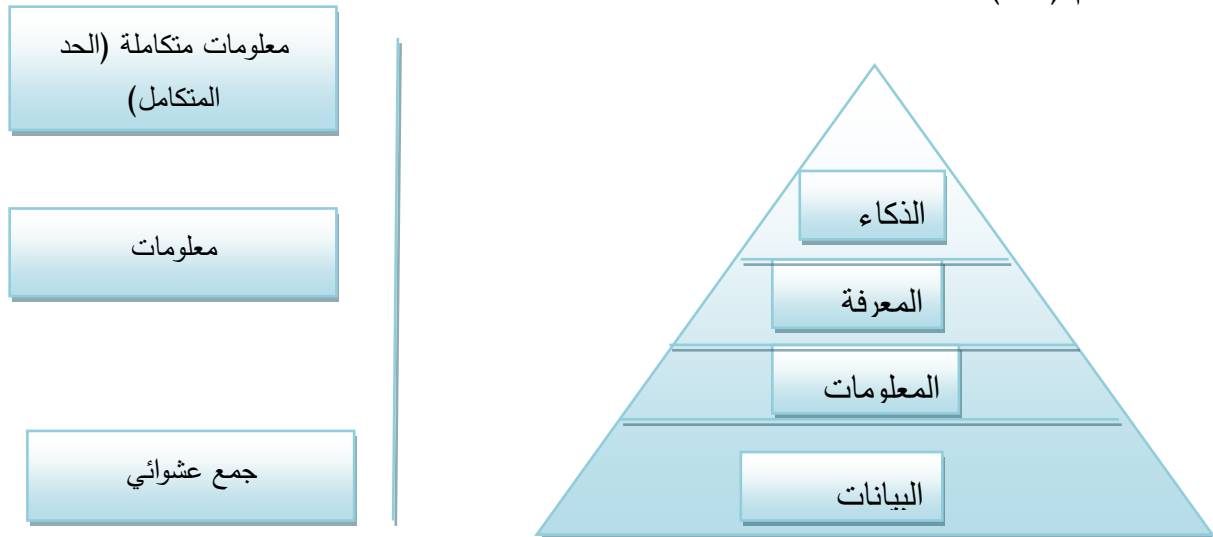 معلومات متكاملة (الحد
المتكامل)
معلومات
جمع عشوائي
الذكاء
المعرفة
المعلومات
البيانات